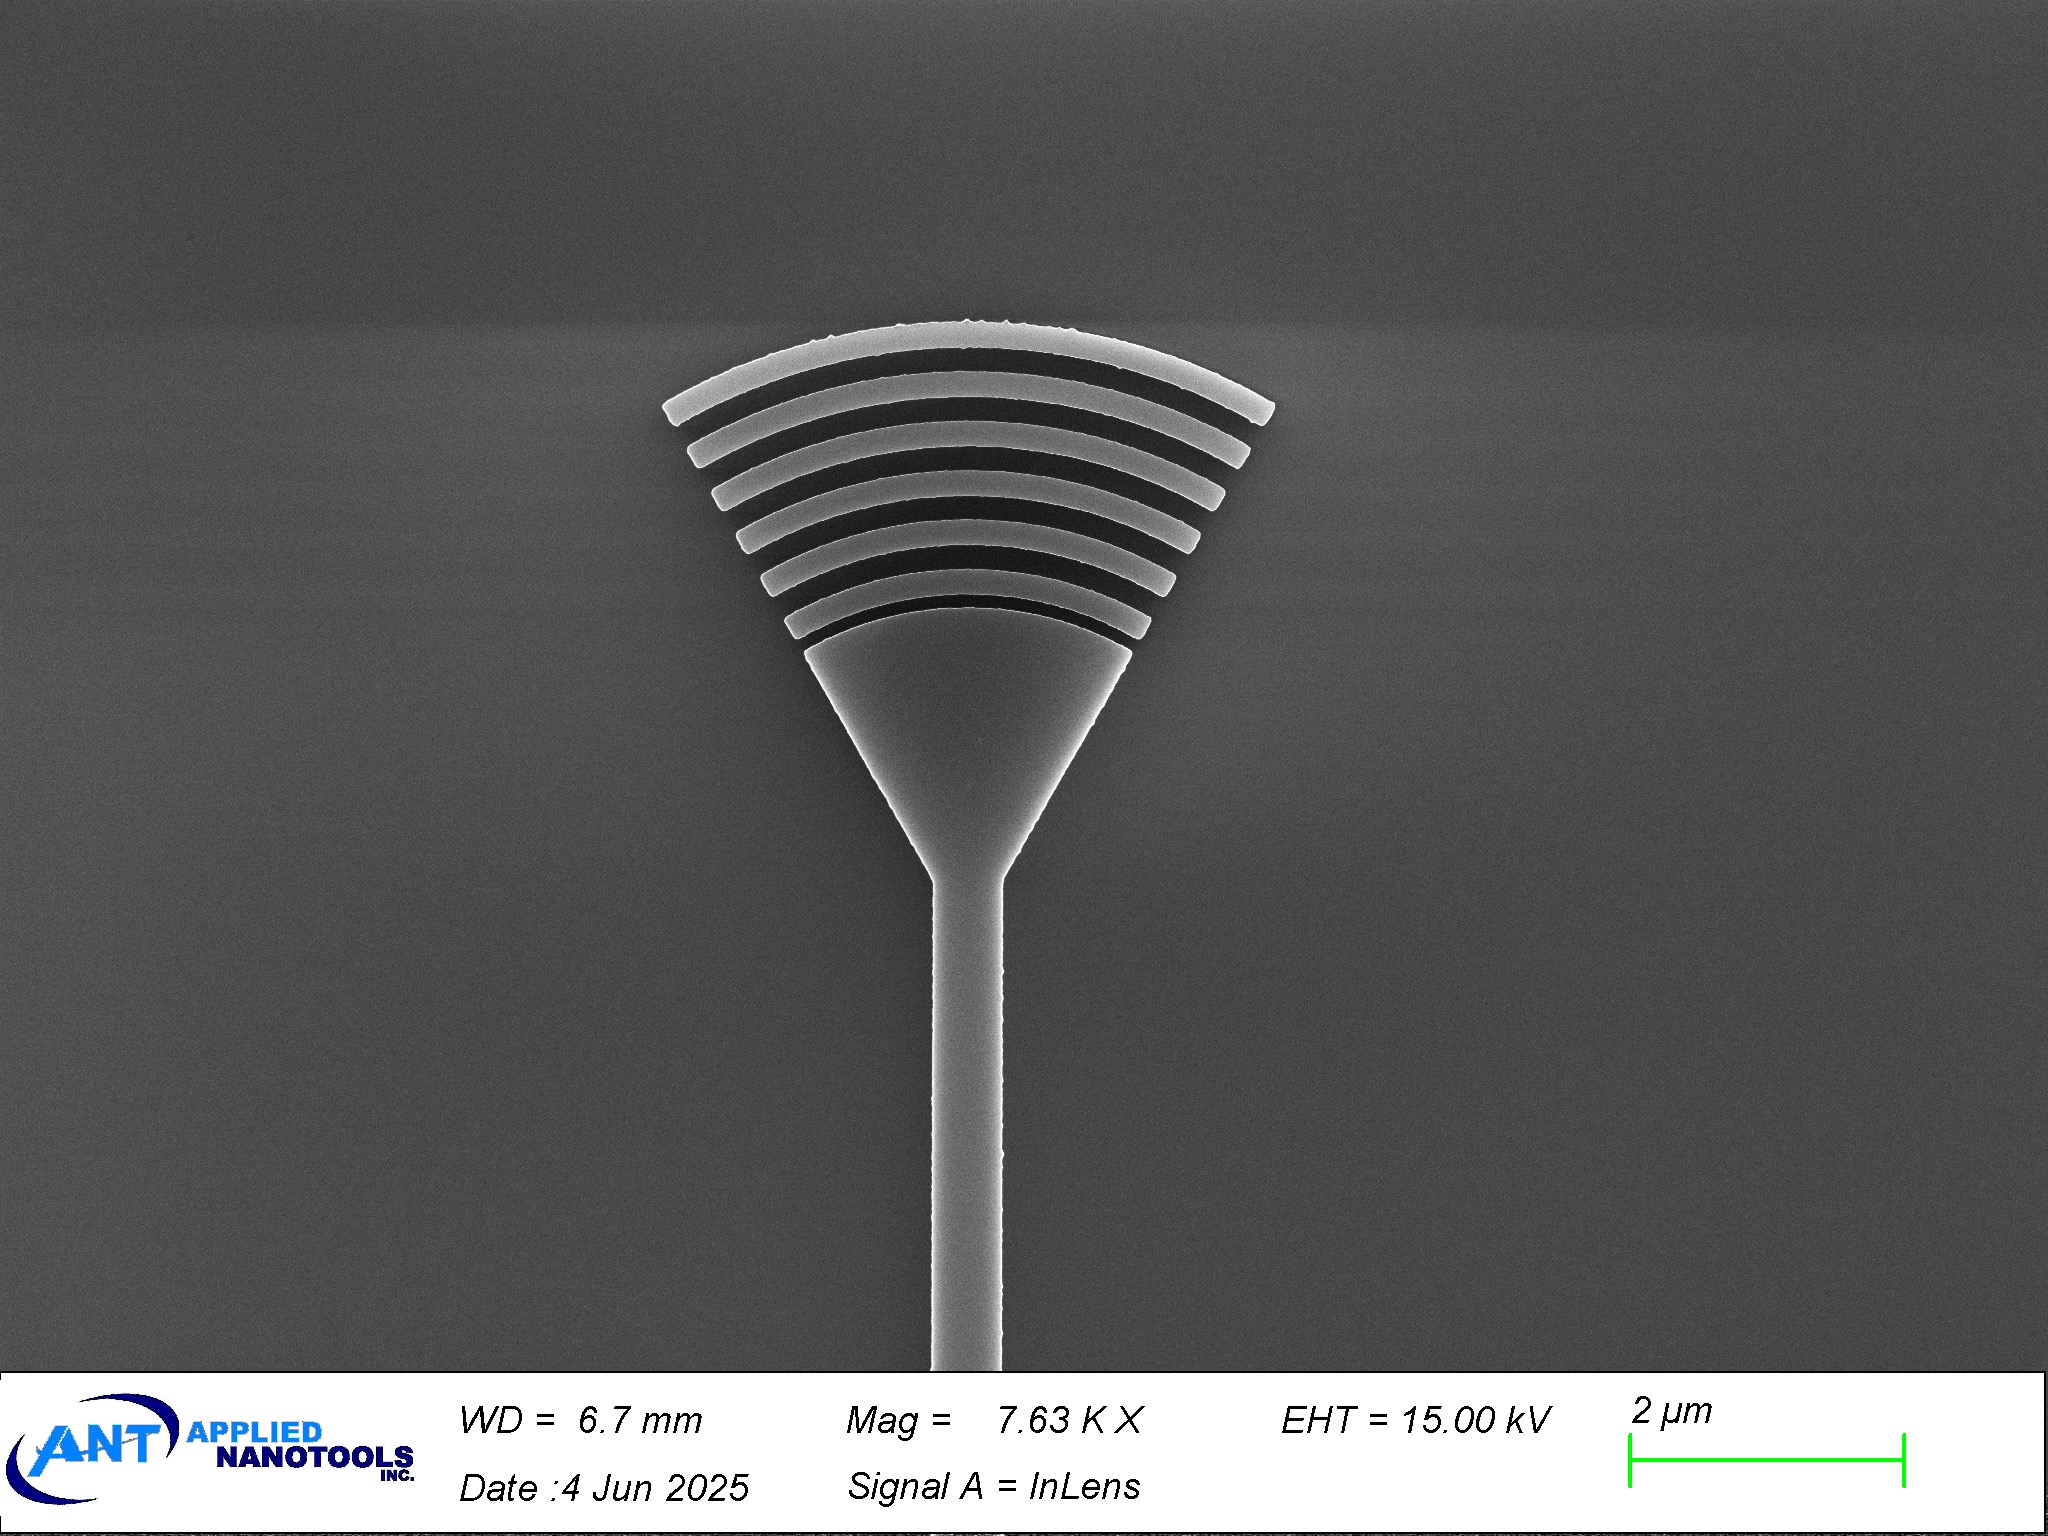 ANT APPLIED
NANOTOOLS
INC.
WD = 6.7 mm
Mag = 7.63 K X
EHT = 15.00 kV
2 µm
Date :4 Jun 2025
Signal A = InLens